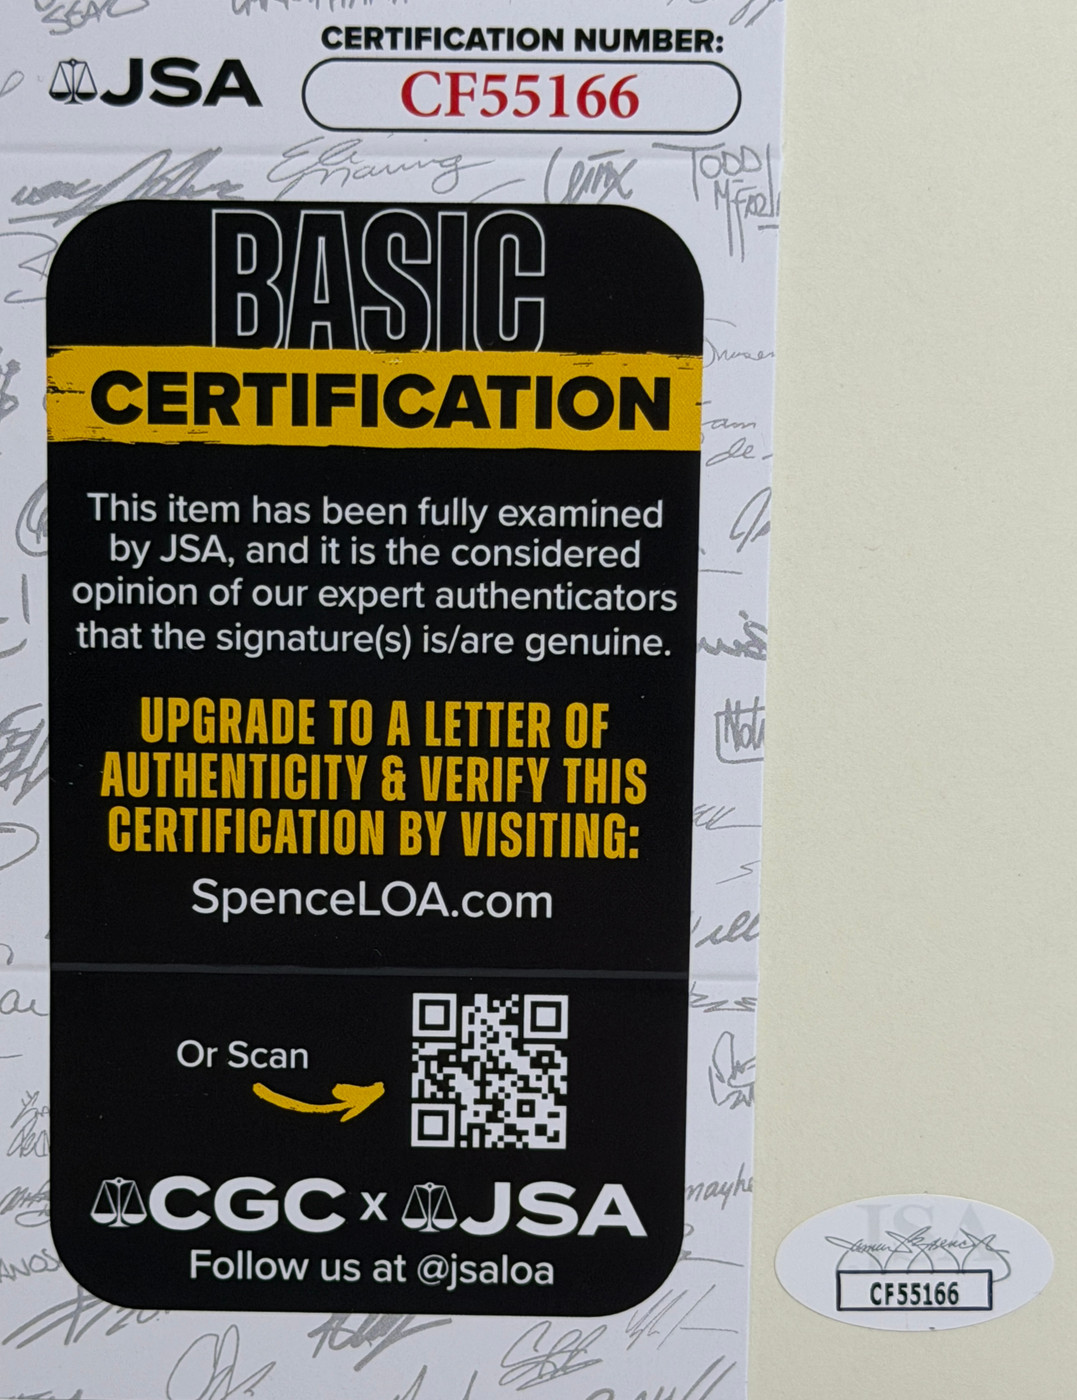 CERTIFICATION NUMBER:
JSA
CF55166
TODD
BASIC
CERTIFICATION
This item has been fully examined
by JSA, and it is the considered
opinion of our expert authenticators
that the signature(s) is/are genuine.
UPGRADE TO A LETTER OF
AUTHENTICITY & VERIFY THIS
CERTIFICATION BY VISITING:
SpenceLOA.com
Or Scan
CGC x JSA
Follow us at @jsaloa
JSA
CF55166